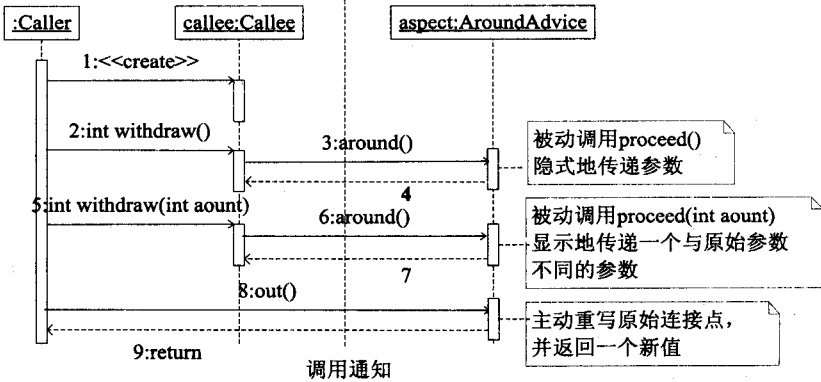 :Caller
callee:Callee
aspect:AroundAdvice
1:<<create>>
2:int withdraw()
3:around()
被动调用proceed()
隐式地传递参数
4
5:int withdraw(int aount)
6:around()
被动调用proceed(int aount)
显示地传递一个与原始参数
不同的参数
7
8:out()
主动重写原始连接点，
并返回一个新值
9:return
调用通知